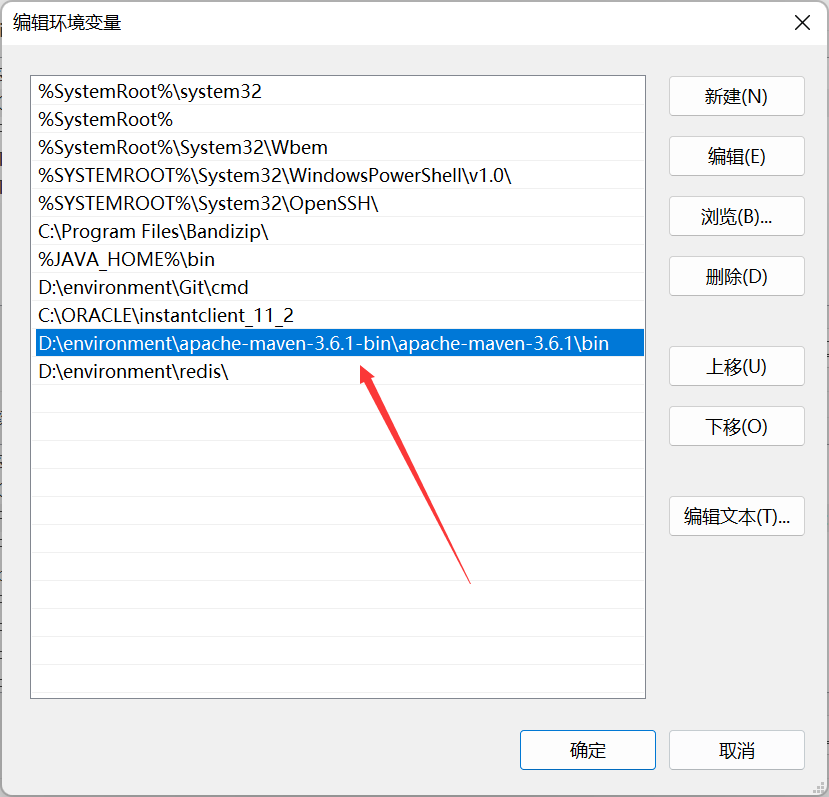 编辑环境变量
%SystemRoot%\system32
%SystemRoot%
%SystemRoot%\System32\Wbem
%SYSTEMROOT%\System32\WindowsPowerShell\v1.0\
%SYSTEMROOT%\System32\OpenSSH\
C:\Program Files\Bandizip\
%JAVA_HOME%\bin
D:\environment\Git\cmd
C:\ORACLE\instantclient_11_2
D:\environment\apache-maven-3.6.1-bin\apache-maven-3.6.1\bin
D:\environment\redis\
新建(N)
编辑(E)
浏览(B)...
删除(D)
上移(U)
下移(O)
编辑文本(T)...
确定
取消